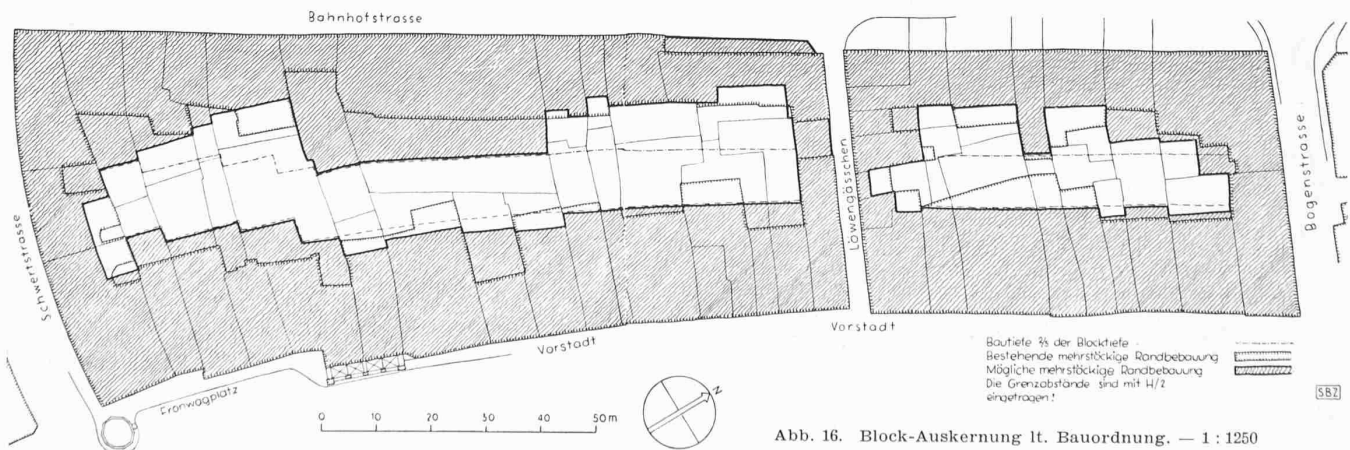 Bahnhofstrasse
Schwertstrasse
Löwengässchen
Bogenstrasse
Vorstadt
Vorstadt
Fronwagplatz
N
0 10 20 30 40 50 m
Bautiefe ⅖ der Blocktiefe
Bestehende mehrstöckige Randbebauung
Mögliche mehrstöckige Randbebauung
Die Grenzabstände sind mit H/2
eingetragen!
SBZ
Abb. 16. Block-Auskernung lt. Bauordnung. — 1 : 1250